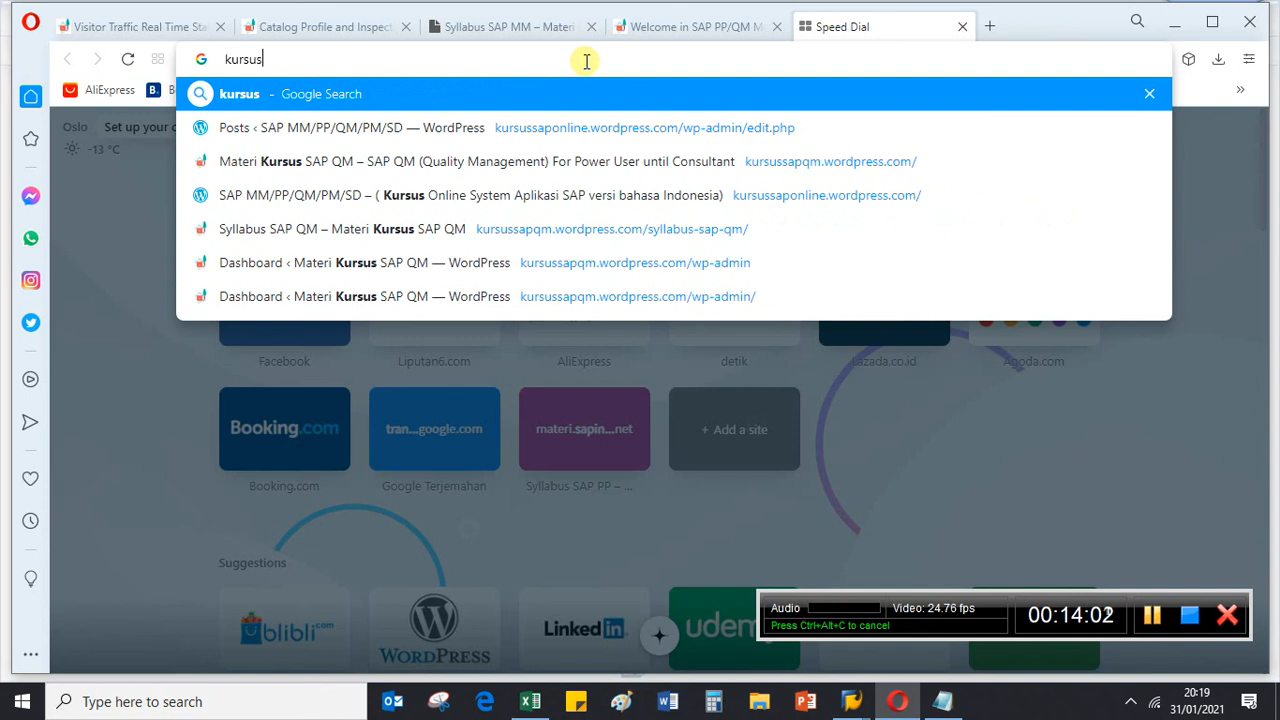 Visitor Traffic Real Time Sta
Catalog Profile and Inspect
Syllabus SAP MM – Materi
Welcome in SAP PP/QM M
Speed Dial
kursus
AliExpress
B.
kursus - Google Search
Posts ‹ SAP MM/PP/QM/PM/SD — WordPress kursussaponline.wordpress.com/wp-admin/edit.php
Materi Kursus SAP QM – SAP QM (Quality Management) For Power User until Consultant kursussapqm.wordpress.com/
SAP MM/PP/QM/PM/SD – ( Kursus Online System Aplikasi SAP versi bahasa Indonesia) kursussaponline.wordpress.com/
Syllabus SAP QM – Materi Kursus SAP QM kursussapqm.wordpress.com/syllabus-sap-qm/
Dashboard ‹ Materi Kursus SAP QM — WordPress kursussapqm.wordpress.com/wp-admin
Dashboard ‹ Materi Kursus SAP QM — WordPress kursussapqm.wordpress.com/wp-admin/
Oslo
Set up your c
-13 °C
Facebook
Liputan6.com
AliExpress
detik
Lazada.co.id
Agoda.com
Booking.com
tran....google.com
materi.sapin...net
+ Add a site
Booking.com
Google Terjemahan
Syllabus SAP PP – ...
Suggestions
blibli.com
WORDPRESS
Linked in
udem
Audio
Video: 24.76 fps
Press Ctrl+Alt+C to cancel
00:14:02
Type here to search
20:19
31/01/2021